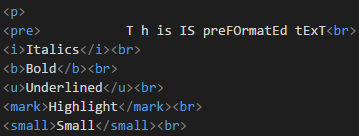 <p>
<pre>          T h is IS preFOrmatEd tExT<br>
<i>Italics</i><br>
<b>Bold</b><br>
<u>Underlined</u><br>
<mark>Highlight</mark><br>
<small>Small</small><br>